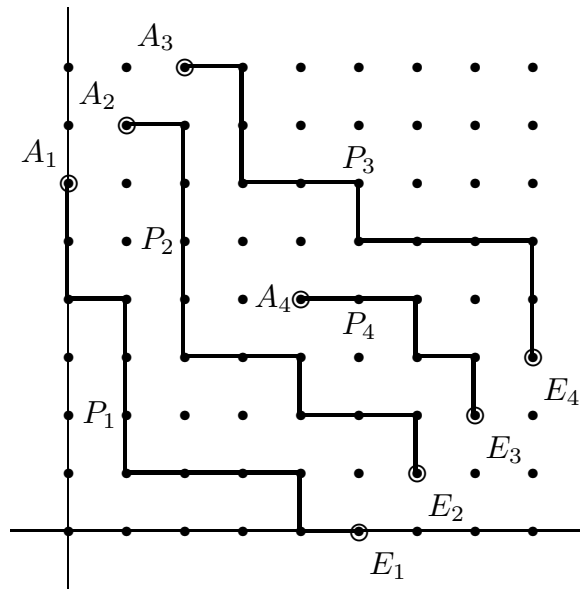 A₃
A₂
A₁
P₃
P₂
A₄
P₄
E₄
P₁
E₃
E₂
E₁